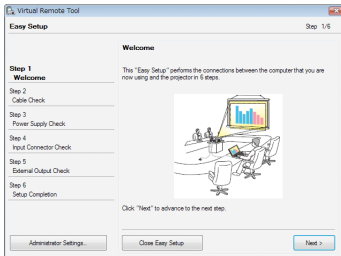 Virtual Remote Tool
Easy Setup
Step 1/6
Welcome
Step 1
Welcome
Step 2
Cable Check
Step 3
Power Supply Check
Step 4
Input Connector Check
Step 5
External Output Check
Step 6
Setup Completion
This "Easy Setup" performs the connections between the computer that you are
now using and the projector in 6 steps.
Click "Next" to advance to the next step.
Administrator Settings...
Close Easy Setup
Next >